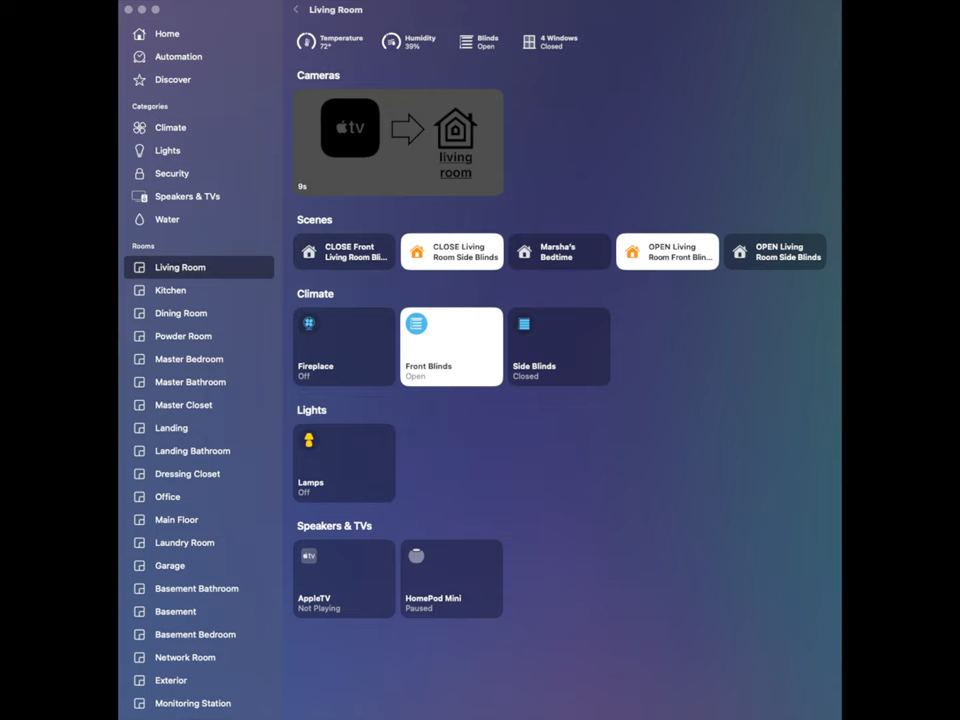 Living Room
Home
Automation
Discover
Categories
Climate
Lights
Security
Speakers & TVs
Water
Rooms
Living Room
Kitchen
Dining Room
Powder Room
Master Bedroom
Master Bathroom
Master Closet
Landing
Landing Bathroom
Dressing Closet
Office
Main Floor
Laundry Room
Garage
Basement Bathroom
Basement
Basement Bedroom
Network Room
Exterior
Monitoring Station
Temperature
72°
Humidity
39%
Blinds
Open
4 Windows
Closed
Cameras
tv
living
room
9s
Scenes
CLOSE Front
Living Room Bli...
CLOSE Living
Room Side Blinds
Marsha's
Bedtime
OPEN Living
Room Front Blin...
OPEN Living
Room Side Blinds
Climate
Fireplace
Off
Front Blinds
Open
Side Blinds
Closed
Lights
Lamps
Off
Speakers & TVs
tv
AppleTV
Not Playing
HomePod Mini
Paused